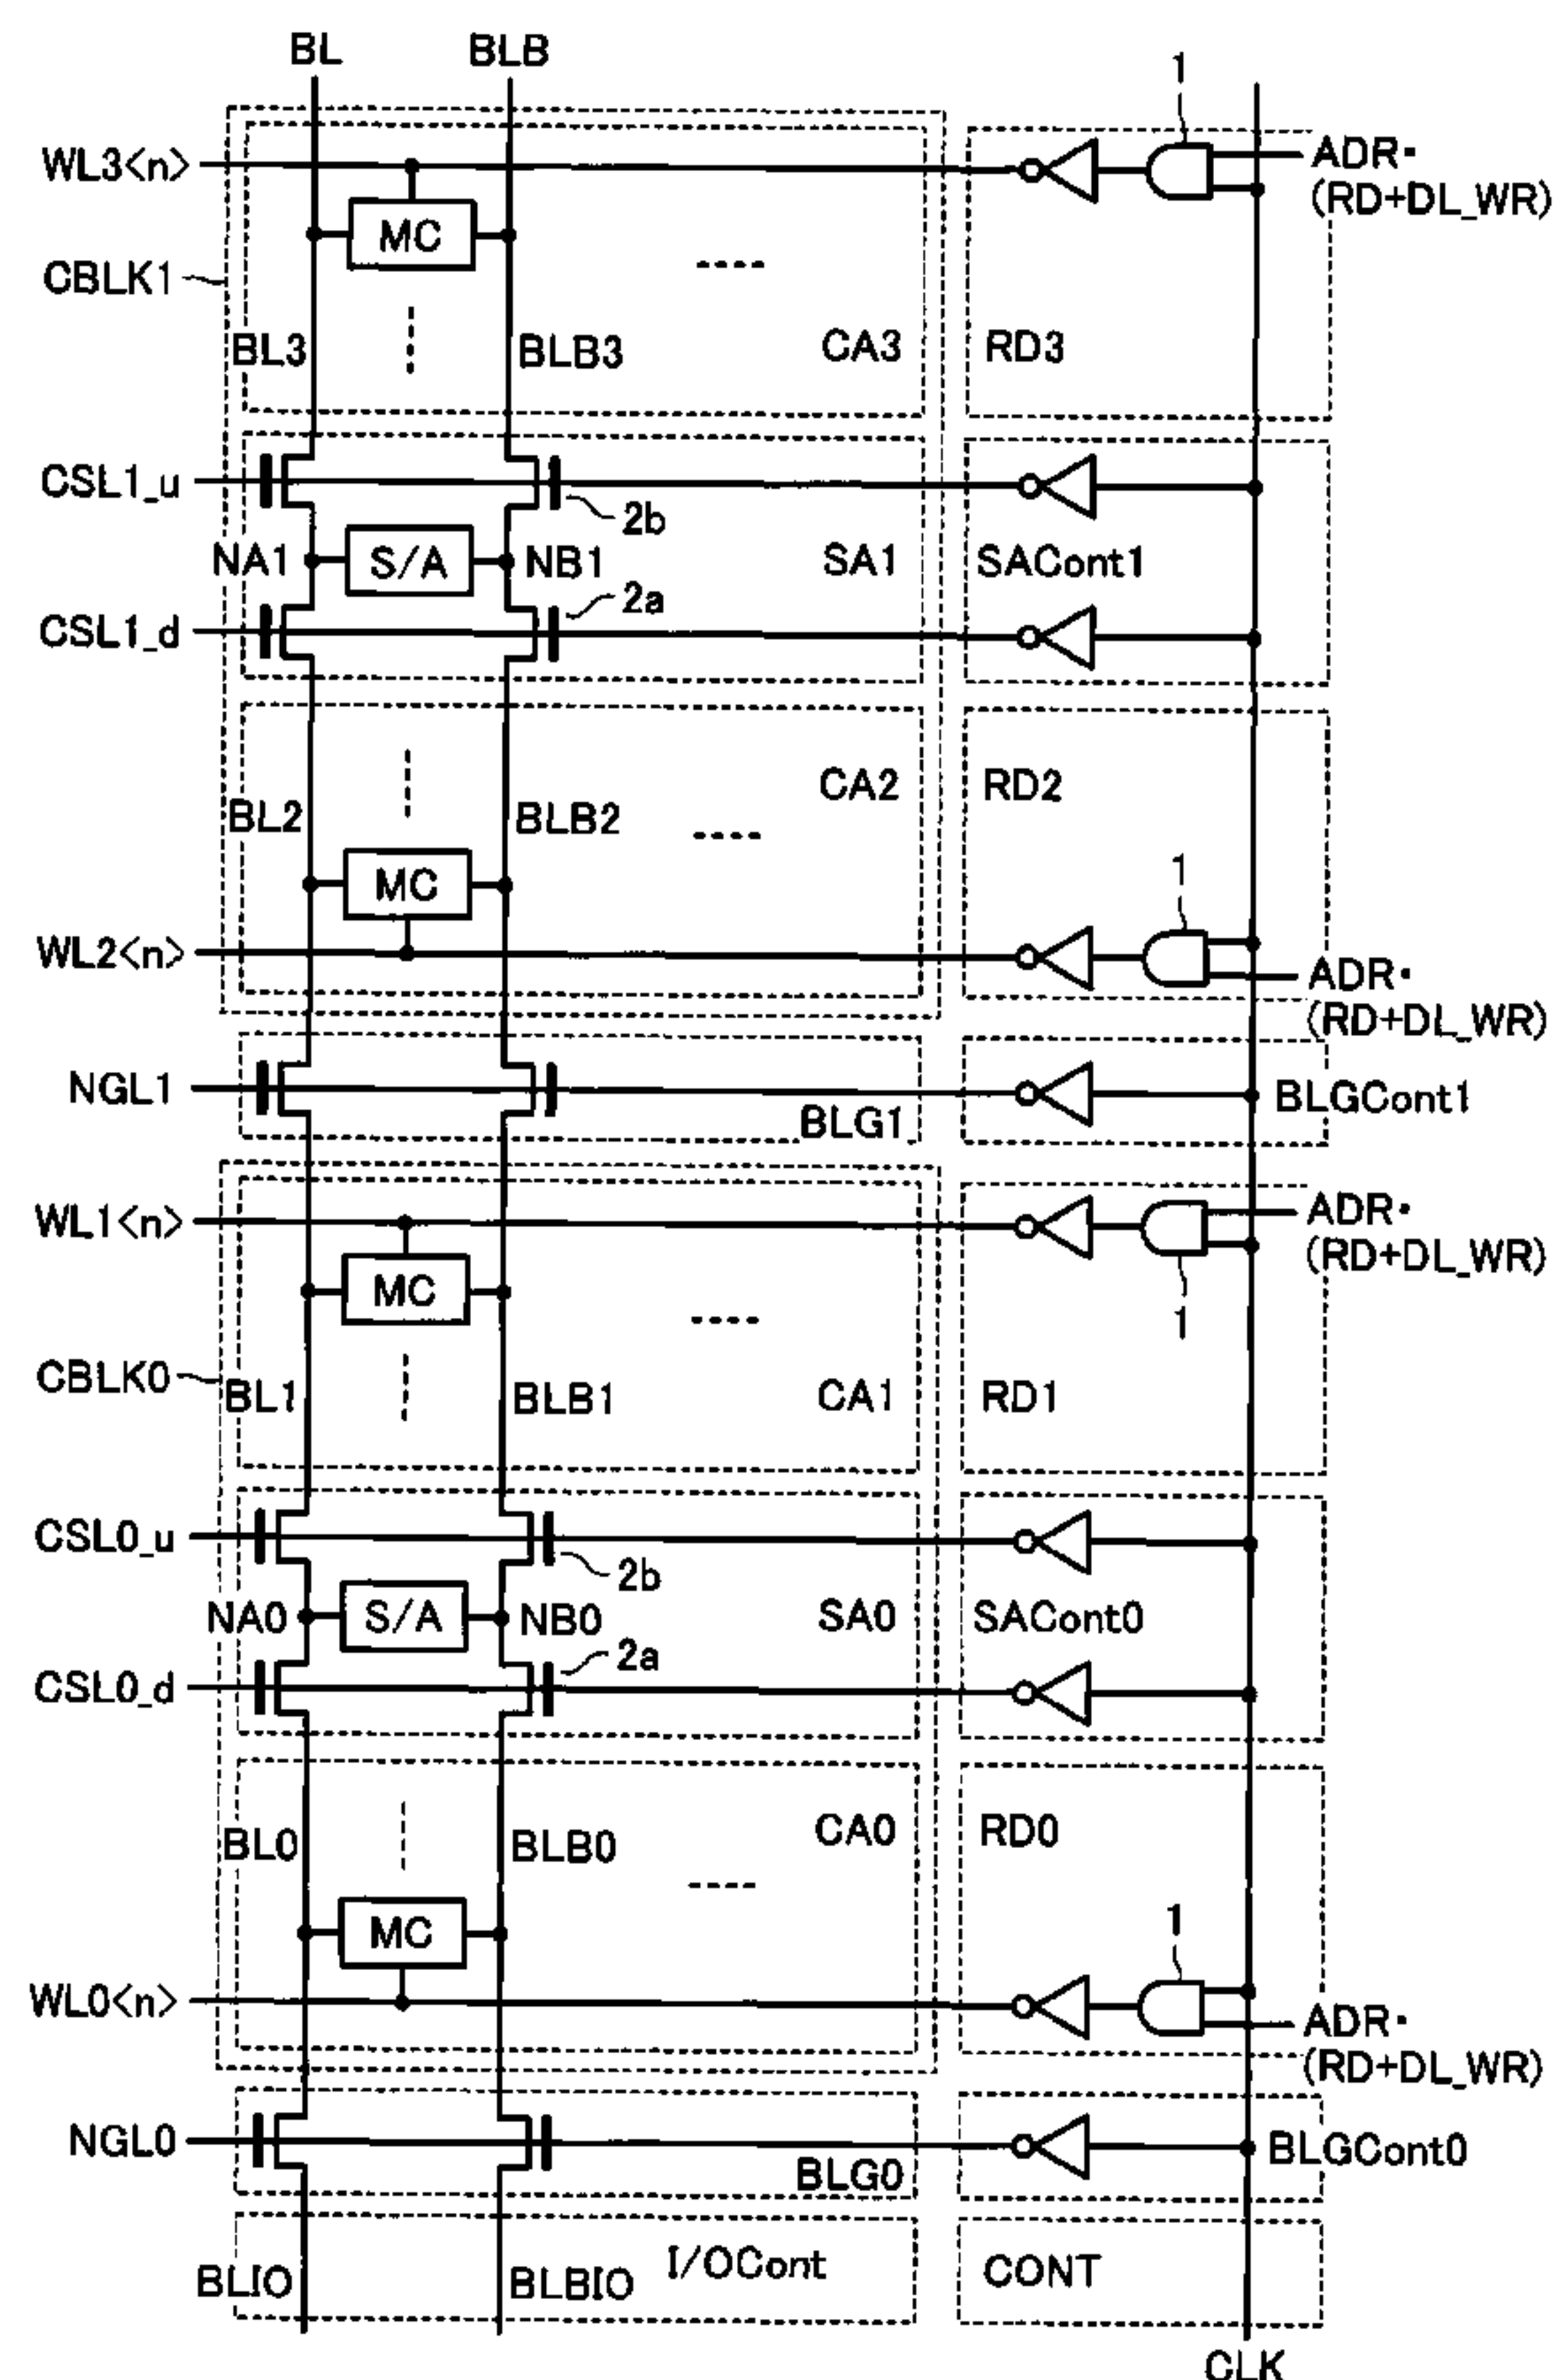 BL BLB
1
WL3<n> ADR・
MC (RD+DL_WR)
CBLK1
BL3 BLB3 CA3 RD3
CSL1_u
2b
NA1 S/A NB1 SA1 SACont1
2a
CSL1_d
CA2 RD2
BL2 BLB2
MC 1
WL2<n> ADR・
(RD+DL_WR)
NGL1 BLGCont1
BLG1
WL1<n> ADR・
(RD+DL_WR)
MC
1
CBLK0 BL1 BLB1 CA1 RD1
CSL0_u
2b
NA0 S/A NB0 SA0 SACont0
2a
CSL0_d
BL0 BLB0 CA0 RD0
MC 1
WL0<n> ADR・
(RD+DL_WR)
NGL0 BLGCont0
BLG0
BLIO BLBIO I/OCont CONT
CLK